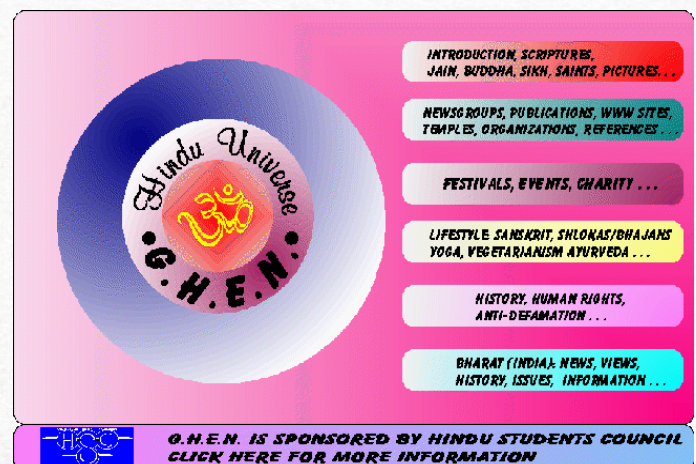 Hindu Universe
ॐ
G.H.E.N.
INTRODUCTION, SCRIPTURES,
JAIN, BUDDHA, SIKH, SAINTS, PICTURES...
NEWSGROUPS, PUBLICATIONS, WWW SITES,
TEMPLES, ORGANIZATIONS, REFERENCES...
FESTIVALS, EVENTS, CHARITY...
LIFESTYLE SANSKRIT, SHLOKAS/BHAJANS
YOGA, VEGETARIANISM AYURVEDA...
HISTORY, HUMAN RIGHTS,
ANTI-DEFAMATION...
BHARAT (INDIA): NEWS, VIEWS,
HISTORY, ISSUES, INFORMATION...
HSC
G.H.E.N. IS SPONSORED BY HINDU STUDENTS COUNCIL
CLICK HERE FOR MORE INFORMATION